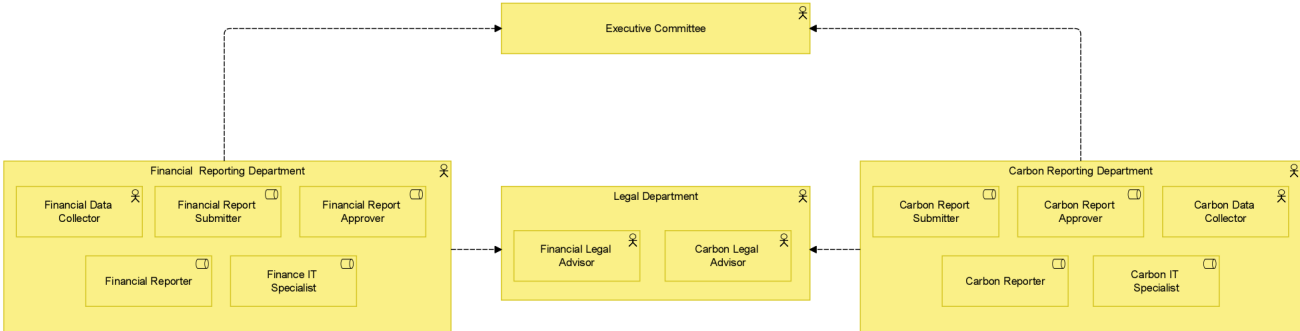 Executive Committee
Financial  Reporting Department
Financial Data
Collector
Financial Report
Submitter
Financial Report
Approver
Financial Reporter
Finance IT
Specialist
Legal Department
Financial Legal
Advisor
Carbon Legal
Advisor
Carbon Reporting Department
Carbon Report
Submitter
Carbon Report
Approver
Carbon Data
Collector
Carbon Reporter
Carbon IT
Specialist